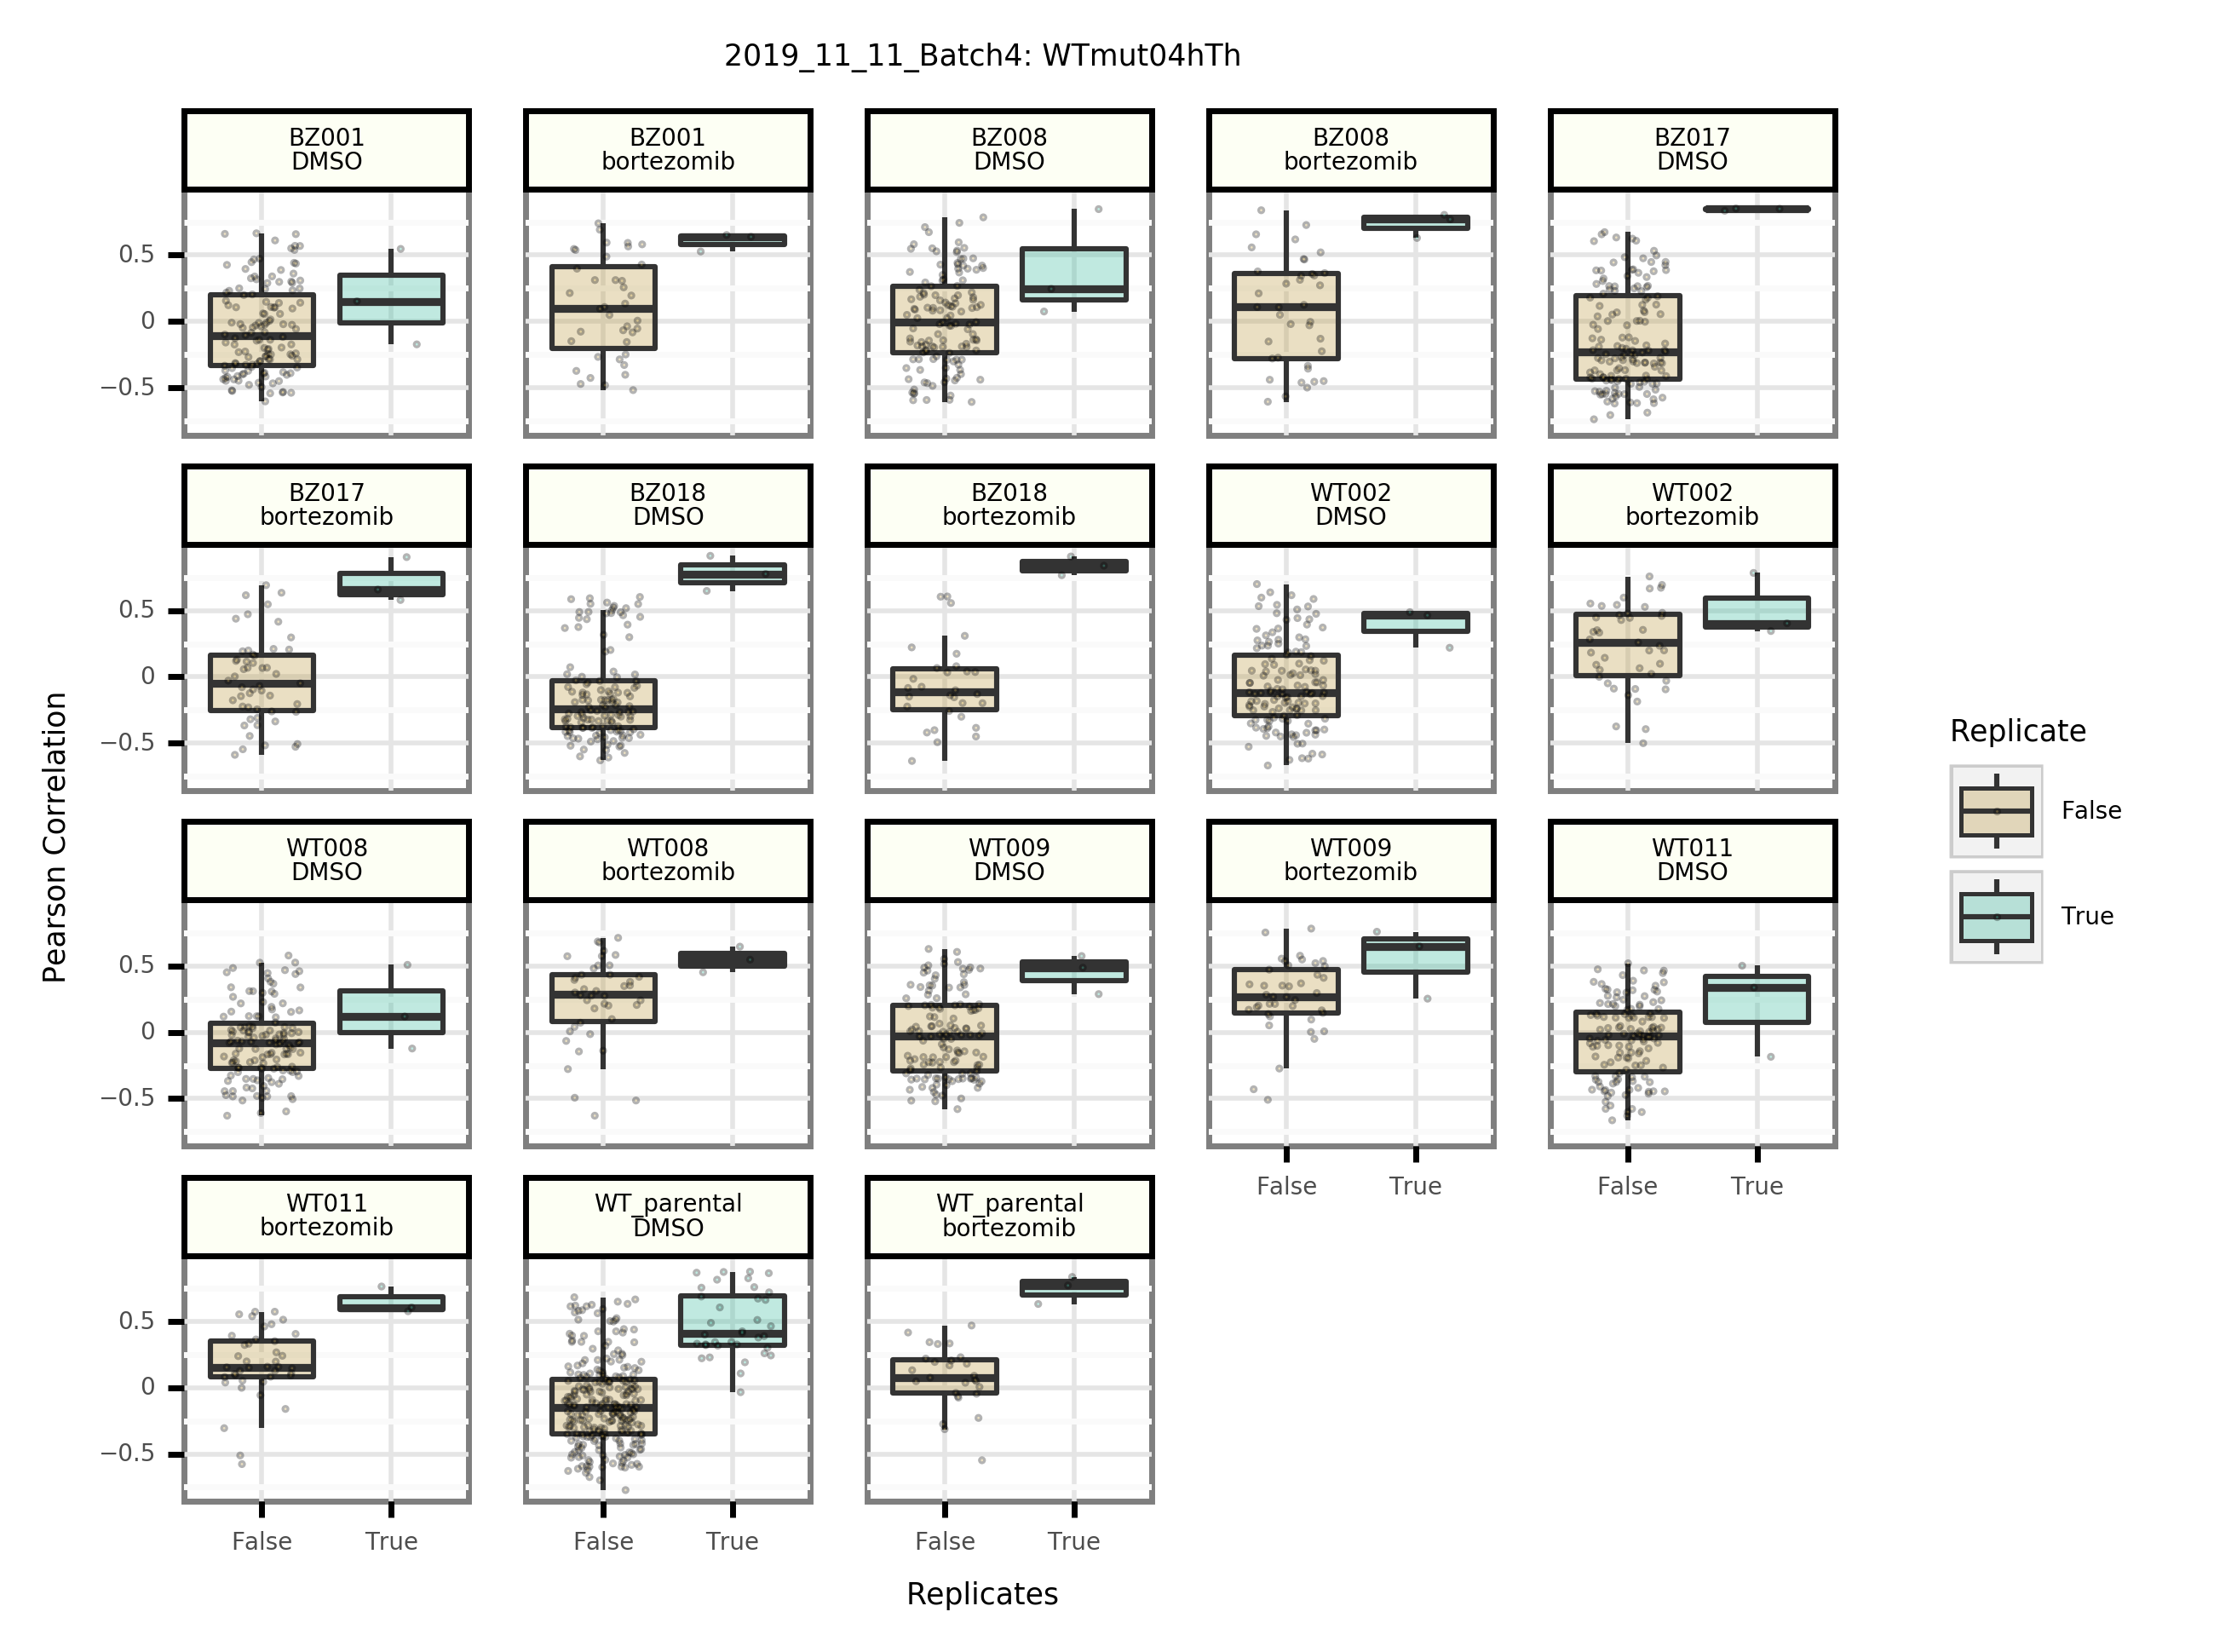 2019_11_11_Batch4: WTmut04hTh
BZ001
DMSO
BZ001
bortezomib
BZ008
DMSO
BZ008
bortezomib
BZ017
DMSO
0.5
0
−0.5
BZ017
bortezomib
BZ018
DMSO
BZ018
bortezomib
WT002
DMSO
WT002
bortezomib
0.5
0
−0.5
WT008
DMSO
WT008
bortezomib
WT009
DMSO
WT009
bortezomib
WT011
DMSO
0.5
0
−0.5
False
True
False
True
WT011
bortezomib
WT_parental
DMSO
WT_parental
bortezomib
0.5
0
−0.5
False
True
False
True
False
True
Replicates
Pearson Correlation
Replicate
False
True